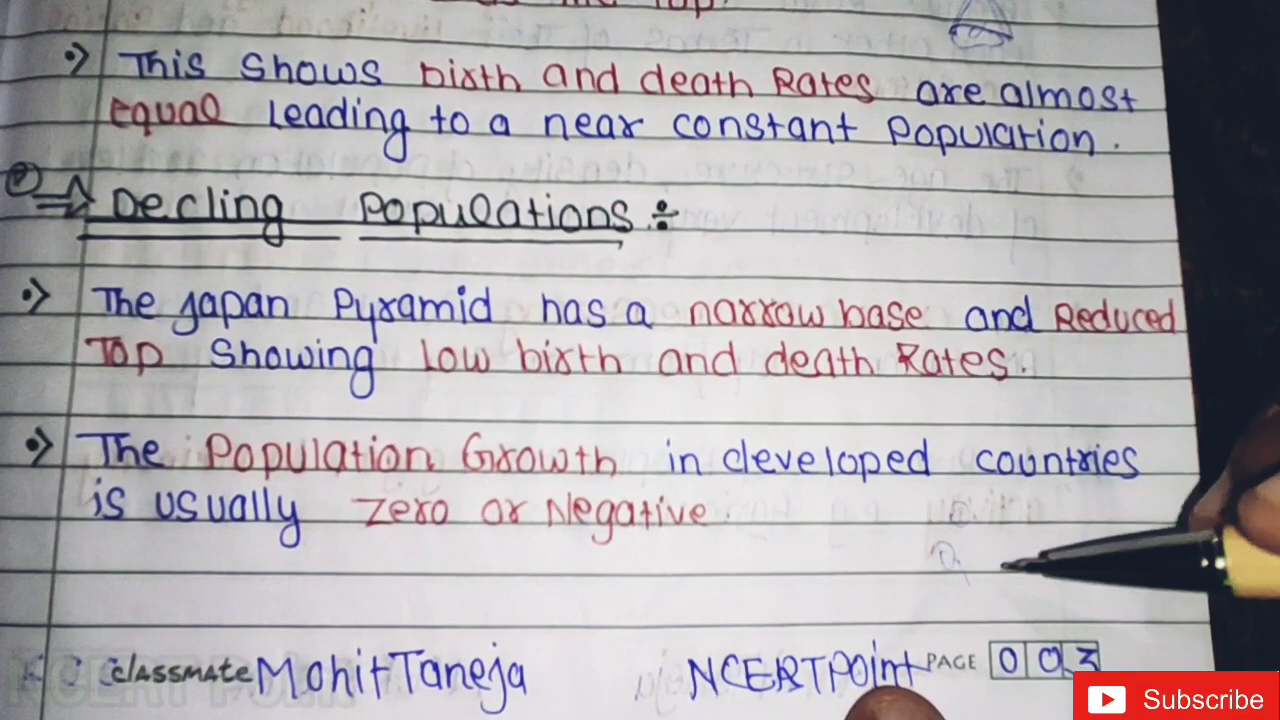 This Shows birth and death Rates are almost
equal Leading to a near constant Population.
Decling Populations ÷
The japan Pyramid has a narrow base and Reduced
Top Showing Low birth and death Rates.
The Population Growth in developed countries
is usually Zero or Negative
classmate Mohit Taneja NCERTPoint PAGE 003
Subscribe